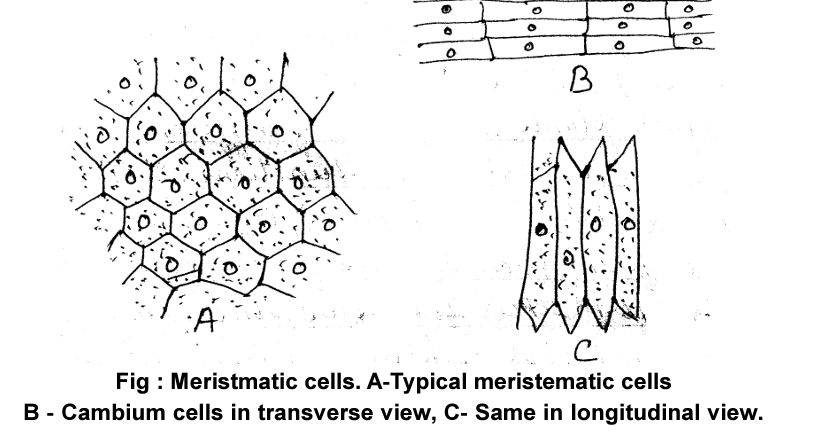 B
A
C
Fig : Meristmatic cells. A-Typical meristematic cells
B - Cambium cells in transverse view, C- Same in longitudinal view.